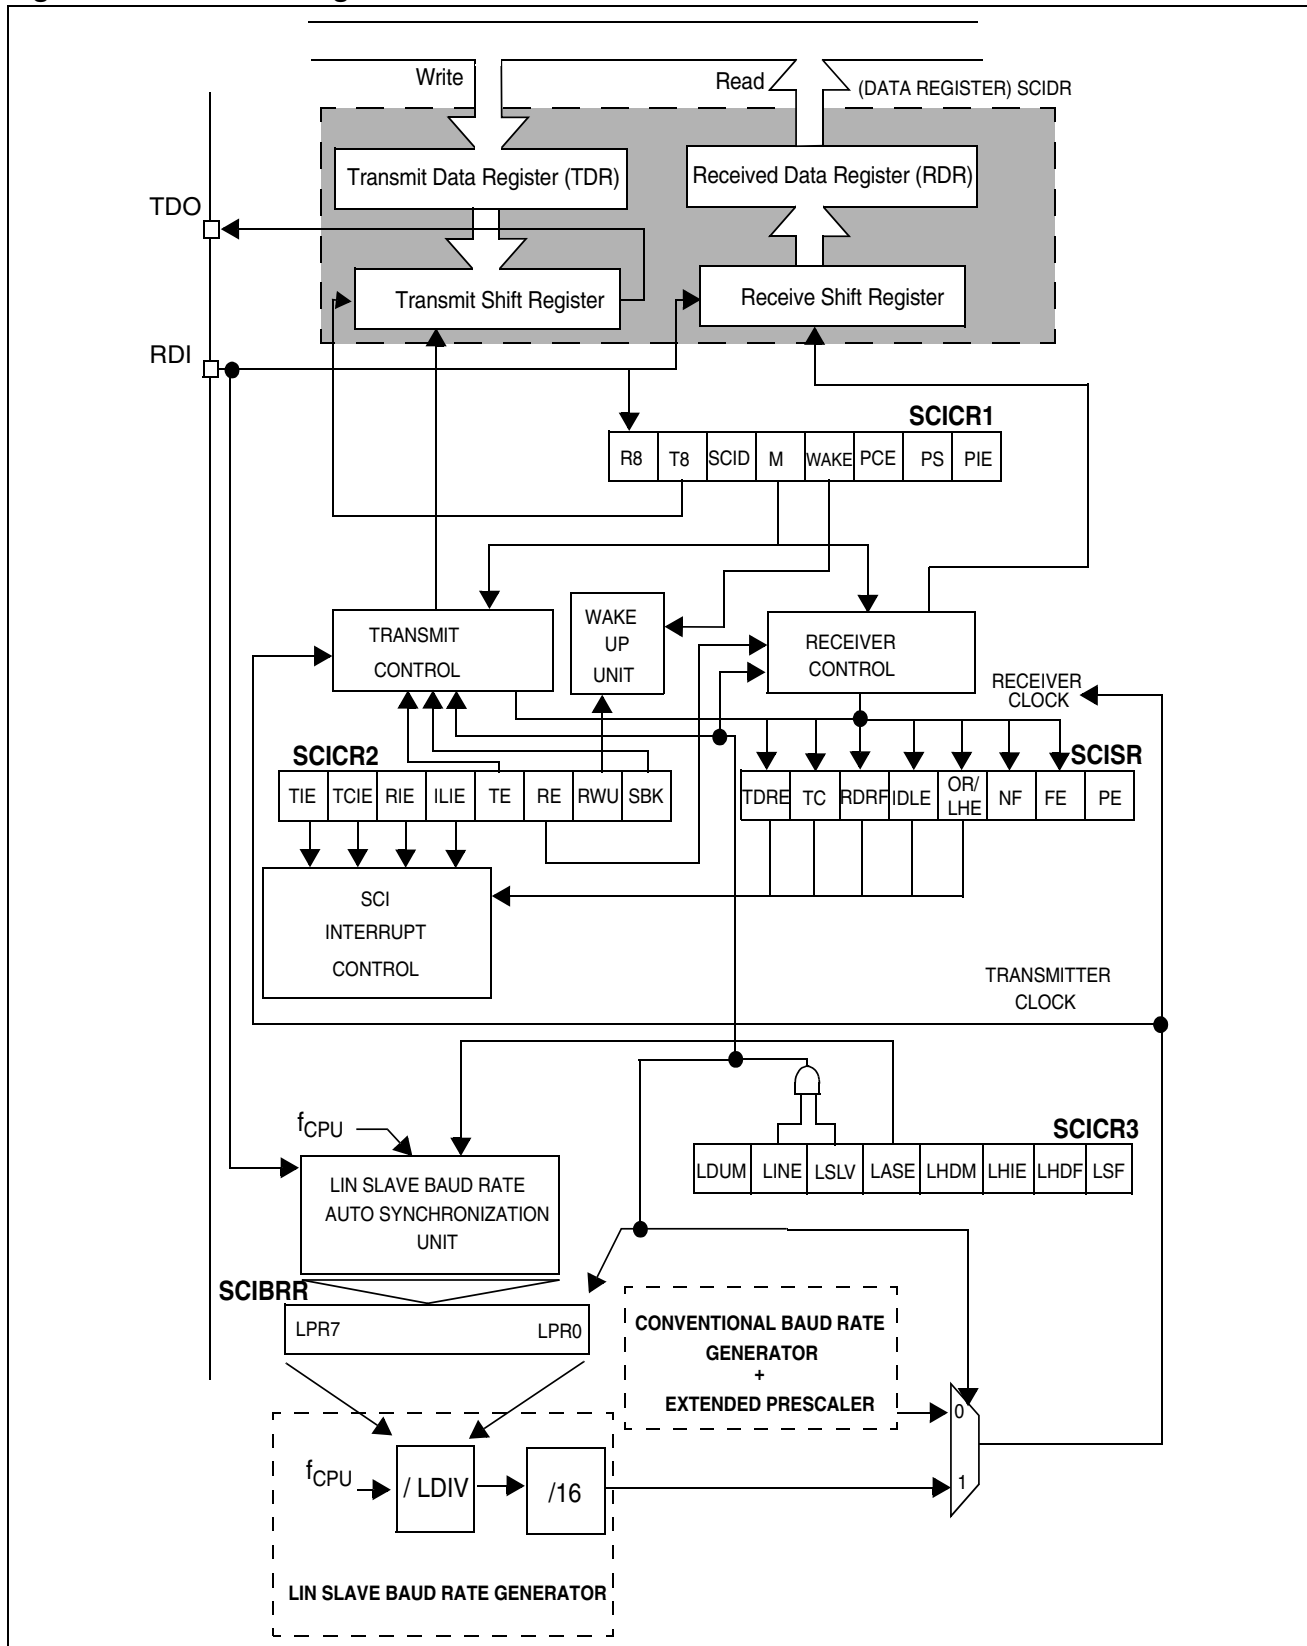 Write
Read
(DATA REGISTER) SCIDR
Transmit Data Register (TDR)
Received Data Register (RDR)
TDO
Transmit Shift Register
Receive Shift Register
RDI
SCICR1
R8 T8 SCID M WAKE PCE PS PIE
TRANSMIT
CONTROL
WAKE
UP
UNIT
RECEIVER
CONTROL
RECEIVER
CLOCK
SCICR2
TIE TCIE RIE ILIE TE RE RWU SBK
SCISR
TDRE TC RDRF IDLE OR/
LHE NF FE PE
SCI
INTERRUPT
CONTROL
TRANSMITTER
CLOCK
fCPU
SCICR3
LDUM LINE LSLV LASE LHDM LHIE LHDF LSF
LIN SLAVE BAUD RATE
AUTO SYNCHRONIZATION
UNIT
SCIBRR
LPR7 LPR0
CONVENTIONAL BAUD RATE
GENERATOR
+
EXTENDED PRESCALER
0
1
fCPU
/ LDIV
/16
LIN SLAVE BAUD RATE GENERATOR